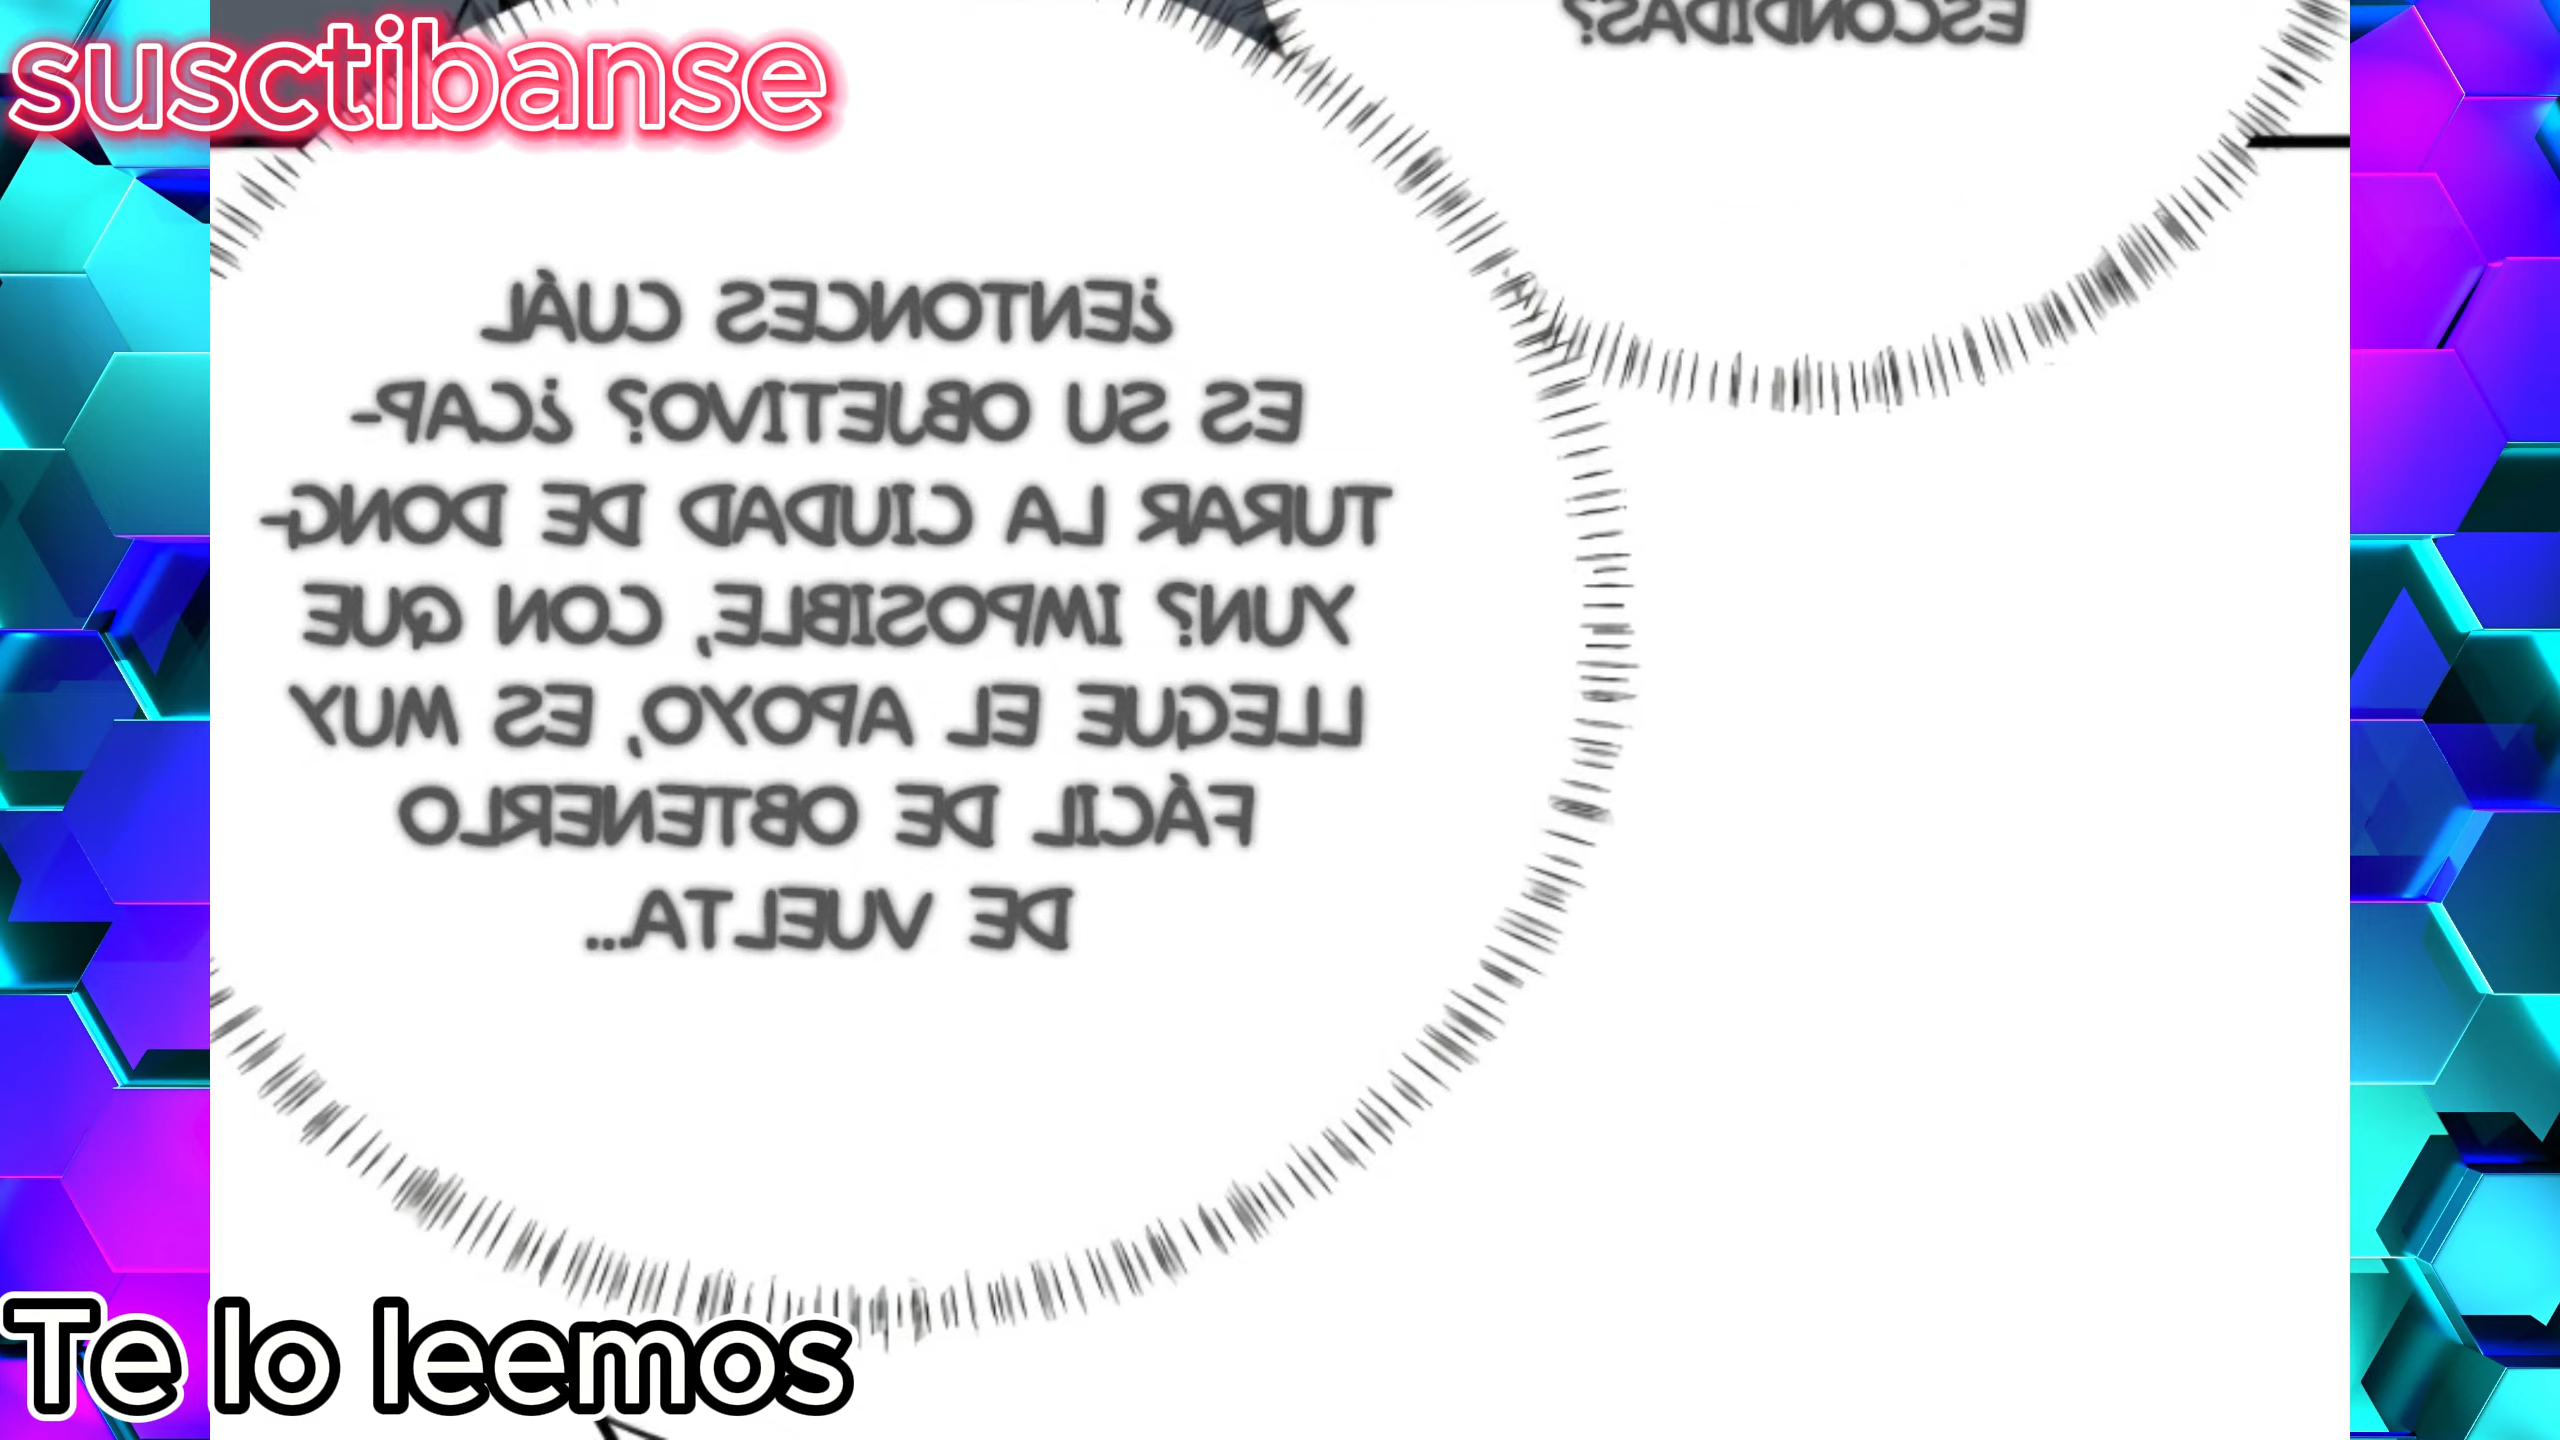 susctibanse
ESCONDIDAS?
¿ENTONCES CUÁL
ES SU OBJETIVO? ¿CAP-
TURAR LA CIUDAD DE DONG-
YUN? IMPOSIBLE, CON QUE
LLEGUE EL APOYO, ES MUY
FÁCIL DE OBTENERLO
DE VUELTA...
Te lo leemos